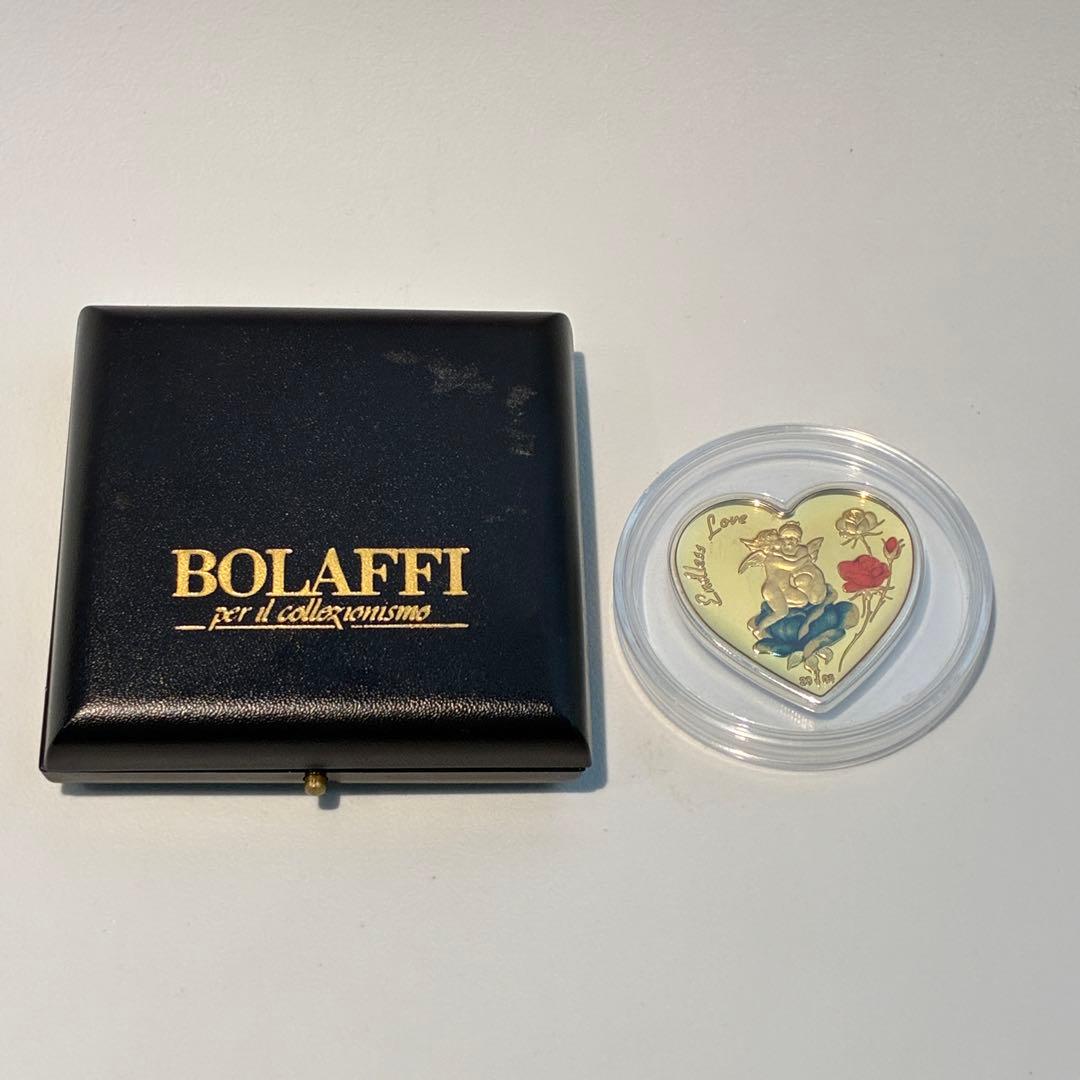 BOLAFFI
per il collezionismo
Endless Love